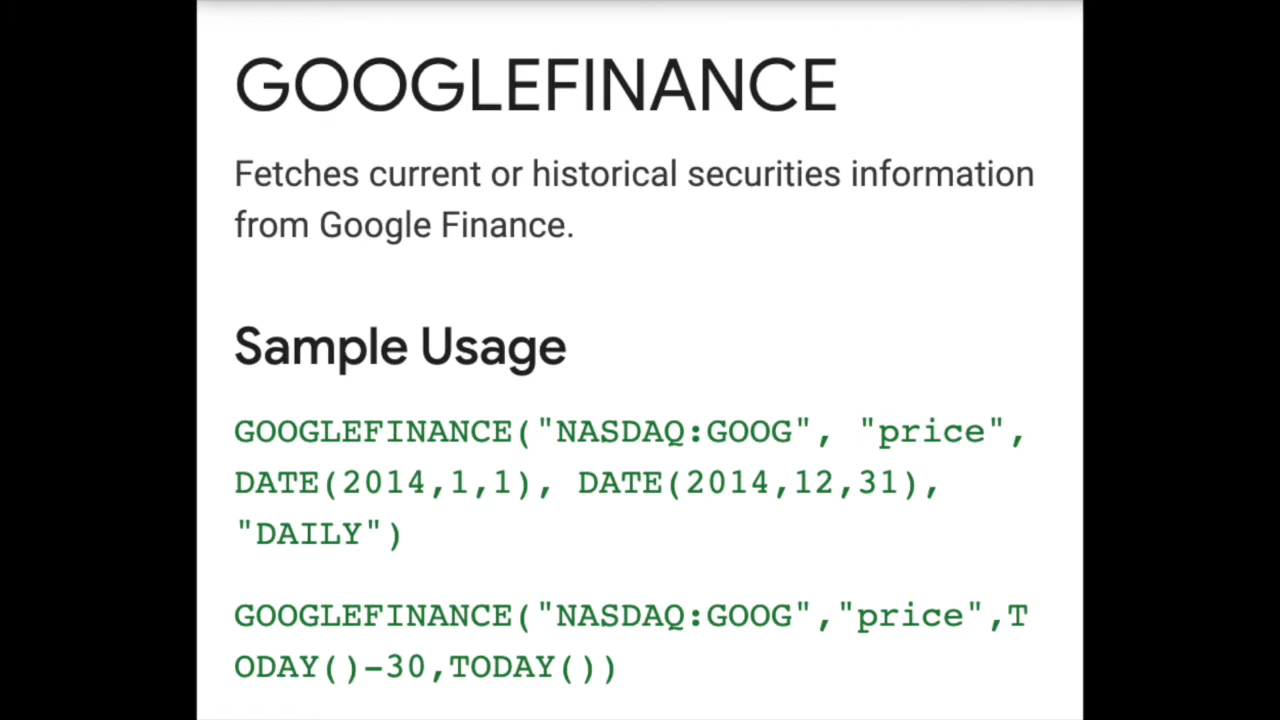 GOOGLEFINANCE
Fetches current or historical securities information
from Google Finance.
Sample Usage
GOOGLEFINANCE("NASDAQ:GOOG", "price",
DATE(2014,1,1), DATE(2014,12,31),
"DAILY")
GOOGLEFINANCE("NASDAQ:GOOG","price",T
ODAY()-30,TODAY())